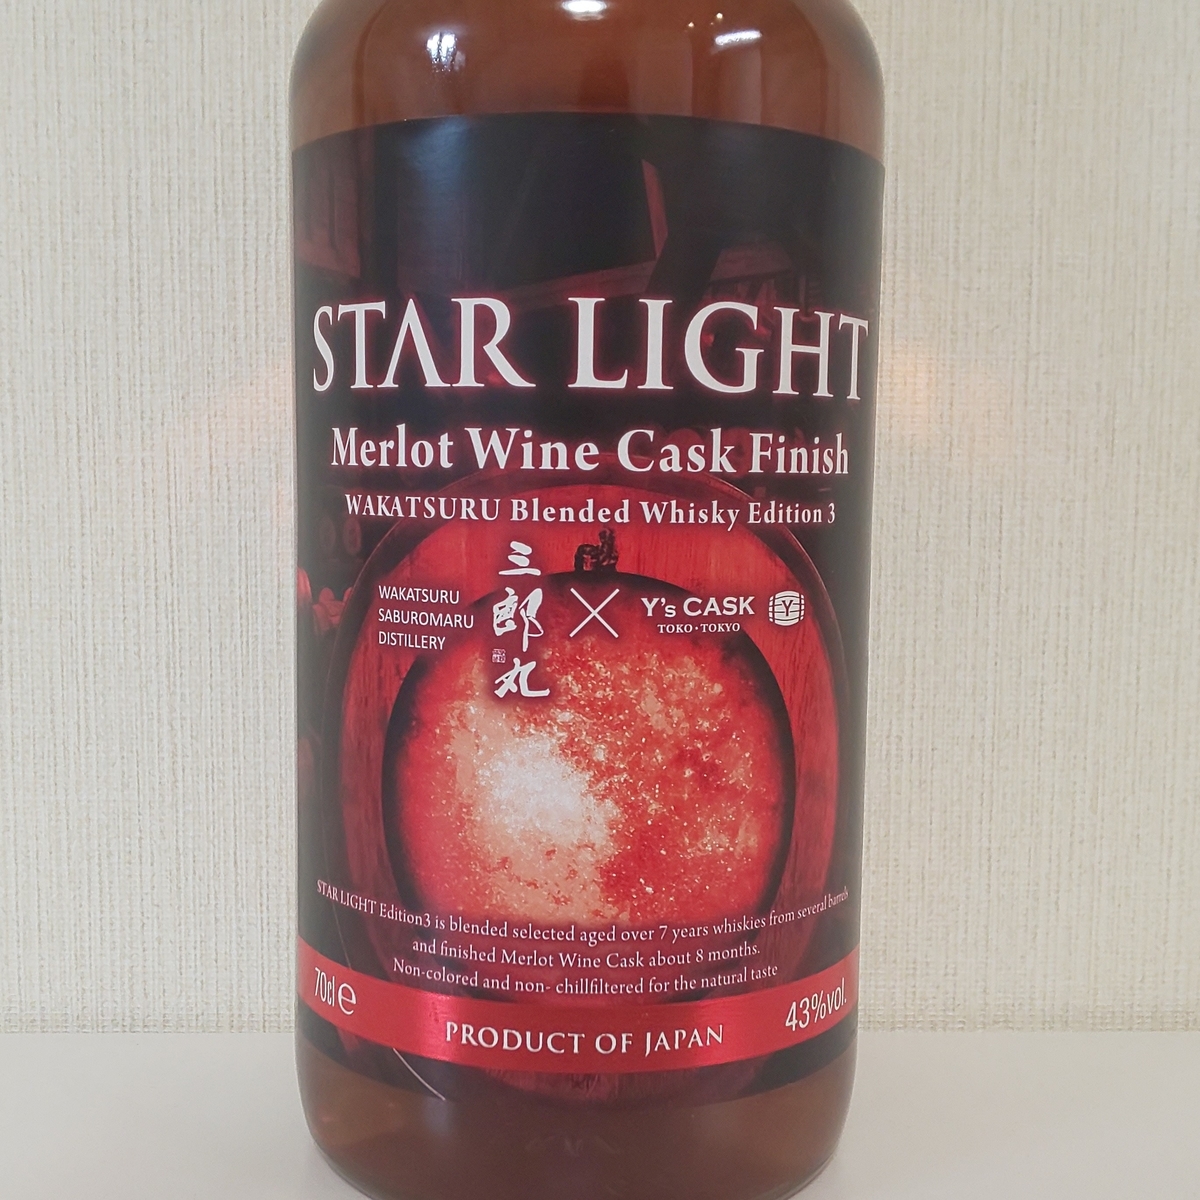 STAR LIGHT
Merlot Wine Cask Finish
WAKATSURU Blended Whisky Edition 3
WAKATSURU
SABUROMARU
DISTILLERY
三郎丸
×
Y's CASK
TOKO・TOKYO
Y
STAR LIGHT Edition3 is blended selected aged over 7 years whiskies from several barrels
and finished Merlot Wine Cask about 8 months.
Non-colored and non- chillfiltered for the natural taste
70cl ℮
43%vol.
PRODUCT OF JAPAN